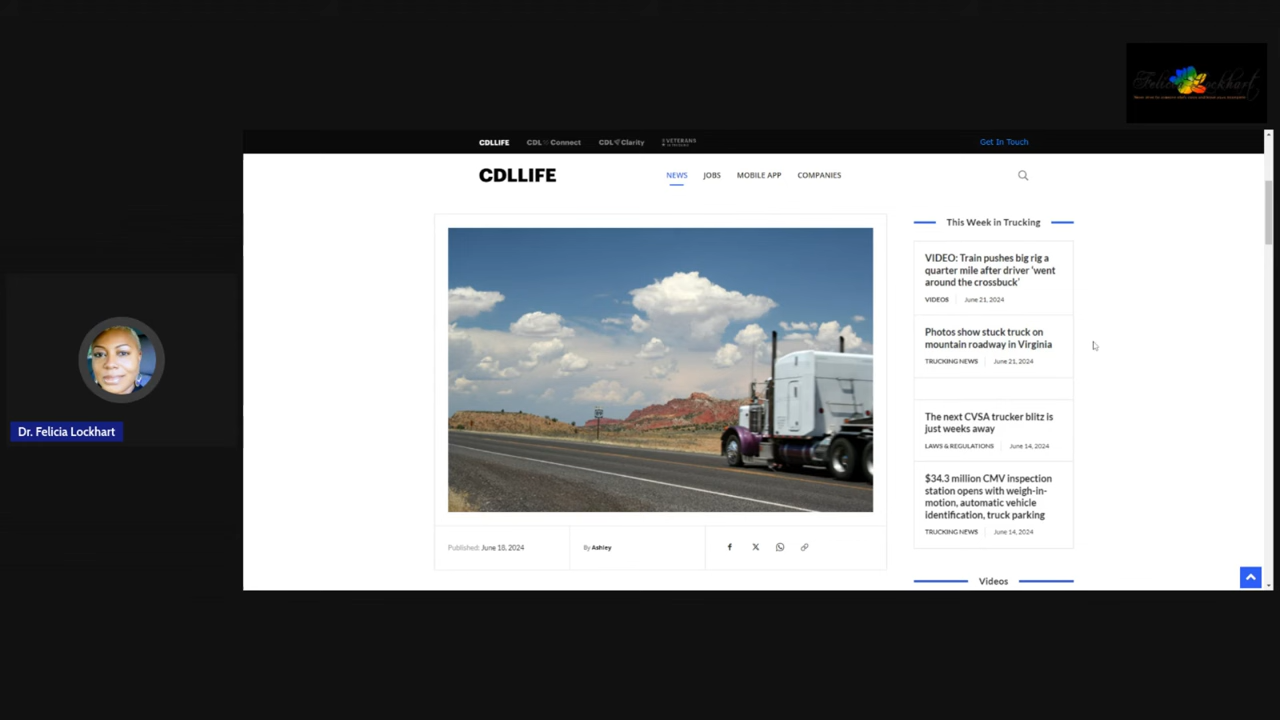 Felicia Lockhart
CDLLIFE
CDL Connect
CDL Clarity
VETERANS
Get In Touch
CDLLIFE
NEWS
JOBS
MOBILE APP
COMPANIES
This Week in Trucking
VIDEO: Train pushes big rig a
quarter mile after driver ‘went
around the crossbuck’
VIDEOS
June 21, 2024
Photos show stuck truck on
mountain roadway in Virginia
TRUCKING NEWS
June 21, 2024
The next CVSA trucker blitz is
just weeks away
LAWS & REGULATIONS
June 14, 2024
$34.3 million CMV inspection
station opens with weigh-in-
motion, automatic vehicle
identification, truck parking
TRUCKING NEWS
June 14, 2024
Dr. Felicia Lockhart
Published: June 18, 2024
By Ashley
Videos